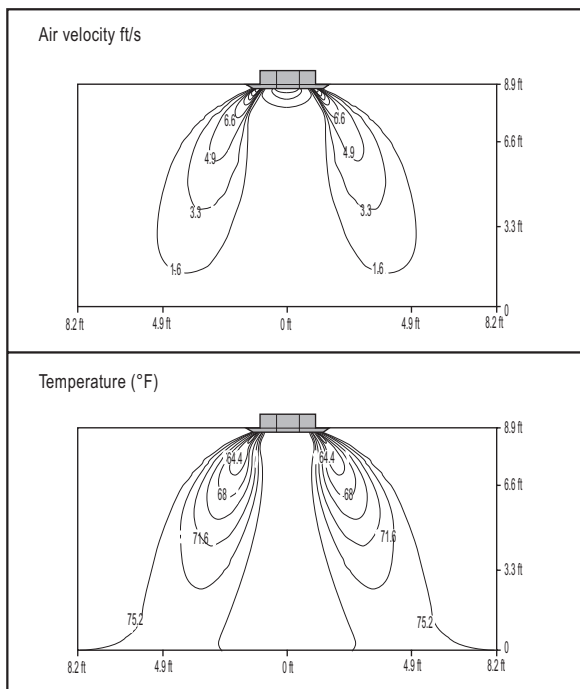 Air velocity ft/s
8.9 ft
6.6 6.6
6.6 ft
4.9 4.9
3.3 3.3
3.3 ft
1.6 1.6
0
8.2 ft 4.9 ft 0 ft 4.9 ft 8.2 ft
Temperature (°F)
8.9 ft
64.4 64.4
6.6 ft
68 68
71.6 71.6
3.3 ft
75.2 75.2
0
8.2 ft 4.9 ft 0 ft 4.9 ft 8.2 ft